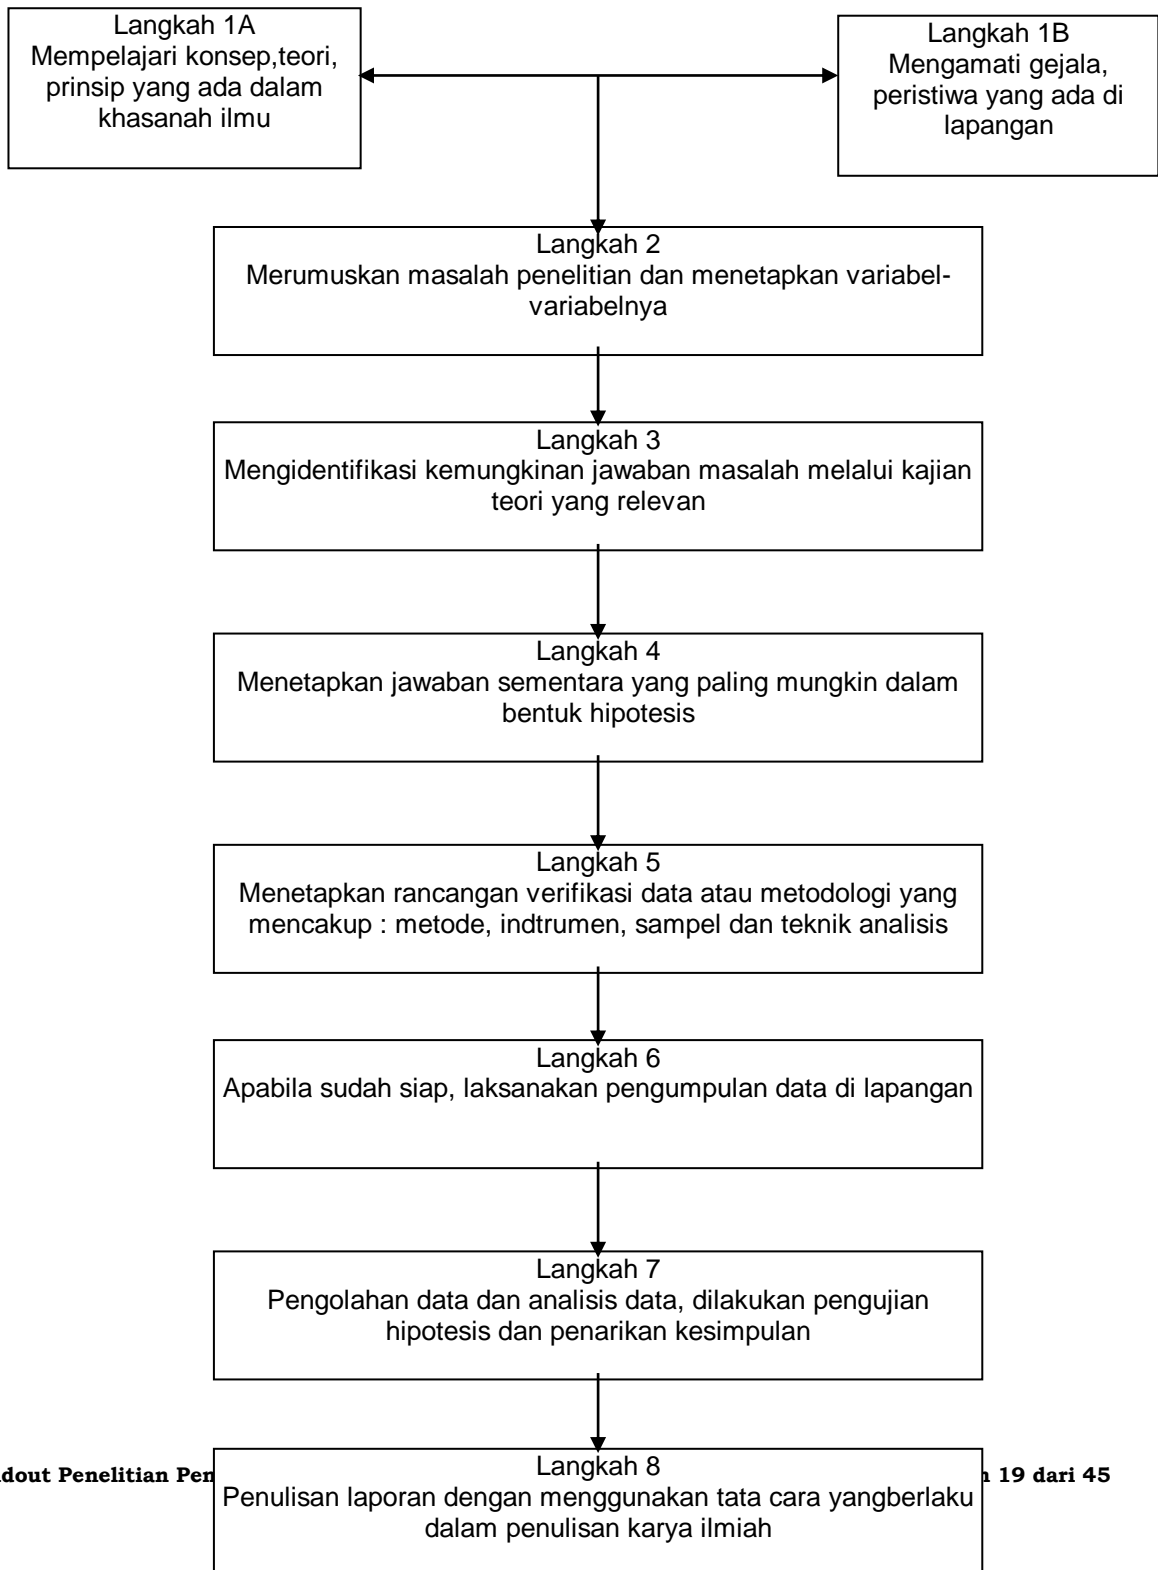 Langkah 1A
Mempelajari konsep,teori,
prinsip yang ada dalam
khasanah ilmu
Langkah 1B
Mengamati gejala,
peristiwa yang ada di
lapangan
Langkah 2
Merumuskan masalah penelitian dan menetapkan variabel-
variabelnya
Langkah 3
Mengidentifikasi kemungkinan jawaban masalah melalui kajian
teori yang relevan
Langkah 4
Menetapkan jawaban sementara yang paling mungkin dalam
bentuk hipotesis
Langkah 5
Menetapkan rancangan verifikasi data atau metodologi yang
mencakup : metode, indtrumen, sampel dan teknik analisis
Langkah 6
Apabila sudah siap, laksanakan pengumpulan data di lapangan
Langkah 7
Pengolahan data dan analisis data, dilakukan pengujian
hipotesis dan penarikan kesimpulan
Langkah 8
Penulisan laporan dengan menggunakan tata cara yangberlaku
dalam penulisan karya ilmiah
Penelitian 19 dari 45